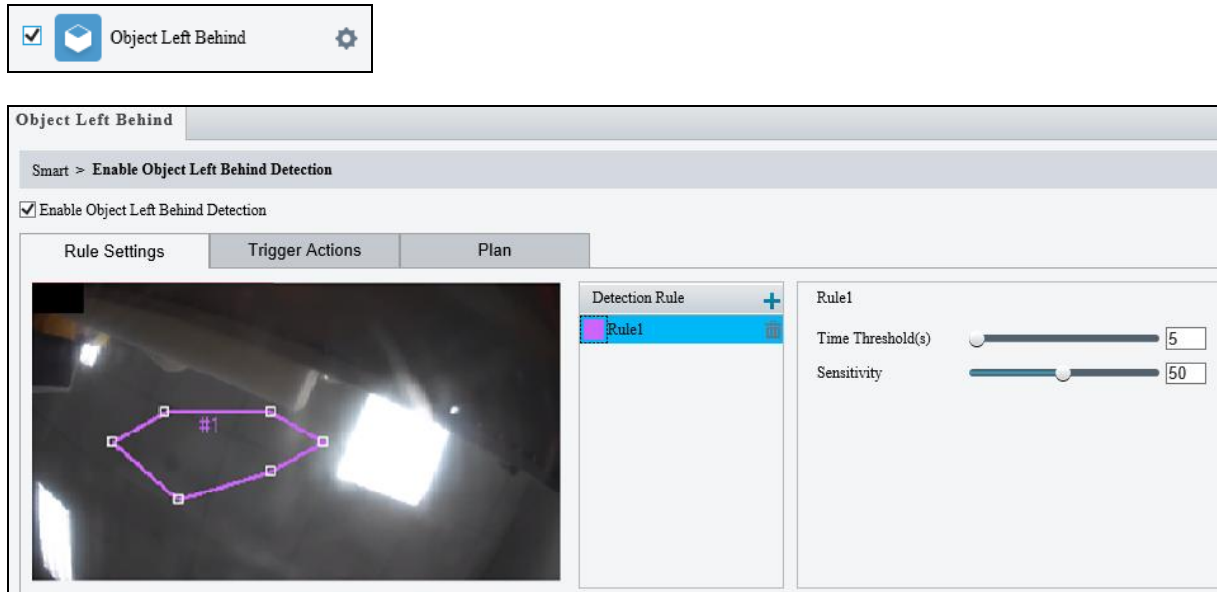 Object Left Behind
Object Left Behind
Smart > Enable Object Left Behind Detection
Enable Object Left Behind Detection
Rule Settings Trigger Actions Plan
#1
Detection Rule +
Rule1
Rule1
Time Threshold(s) 5
Sensitivity 50